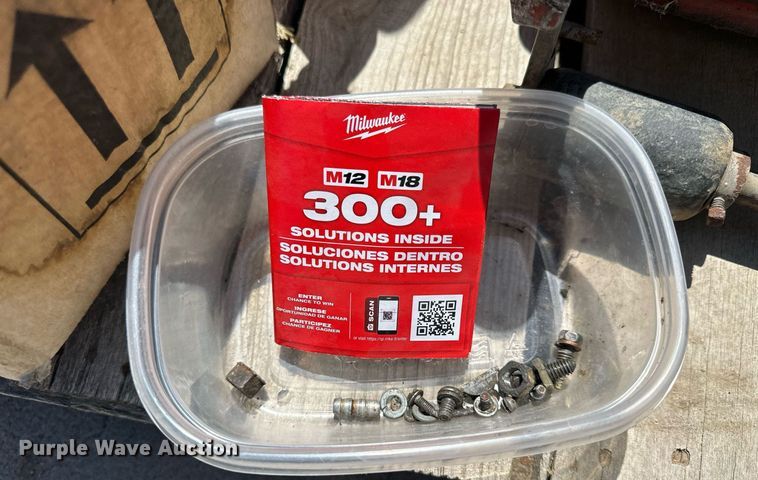 Milwaukee
M12 M18
300+
SOLUTIONS INSIDE
SOLUCIONES DENTRO
SOLUTIONS INTERNES
ENTER
CHANCE TO WIN
INGRESE
OPORTUNIDAD DE GANAR
PARTICIPEZ
CHANCE DE GAGNER
SCAN
Purple Wave Auction